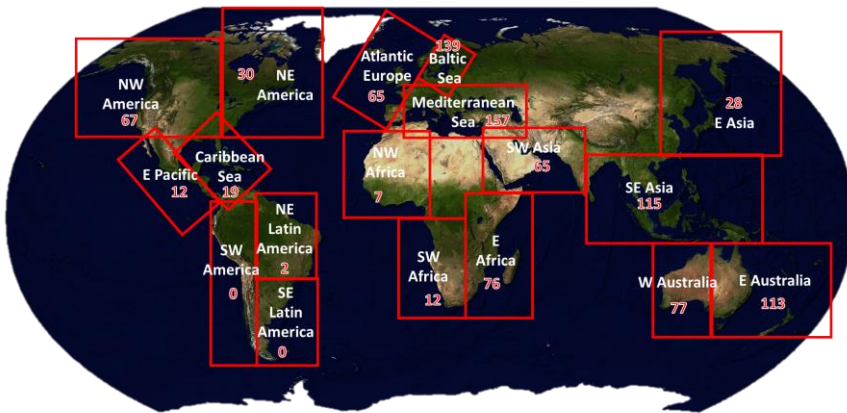 NW
America
67
30
NE
America
Atlantic
Europe
65
139
Baltic
Sea
Mediterranean
Sea 157
28
E Asia
E Pacific
12
Caribbean
Sea
19
NW
Africa
7
SW Asia
65
SE Asia
115
SW
America
0
NE
Latin
America
2
SE
Latin
America
0
SW
Africa
12
E
Africa
76
W Australia
77
E Australia
113